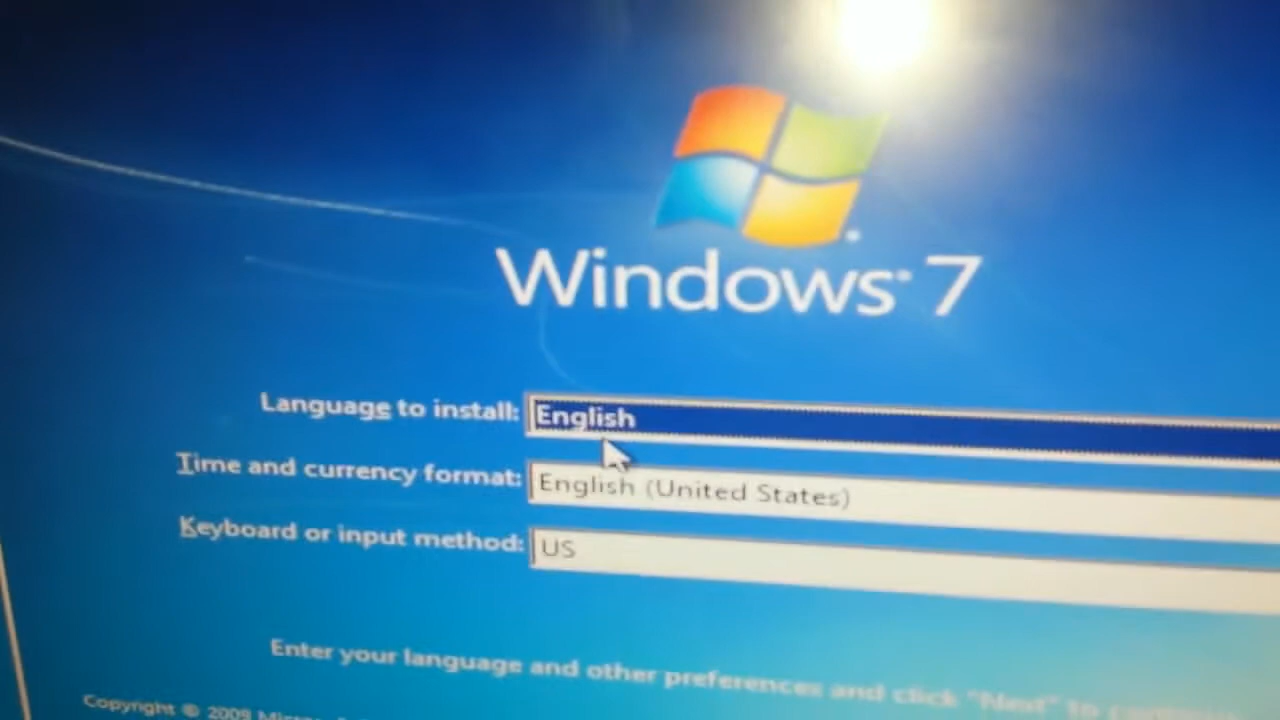 Windows® 7
Language to install: English
Time and currency format: English (United States)
Keyboard or input method: US
Enter your language and other preferences and click "Next" to continue.
Copyright © 2009